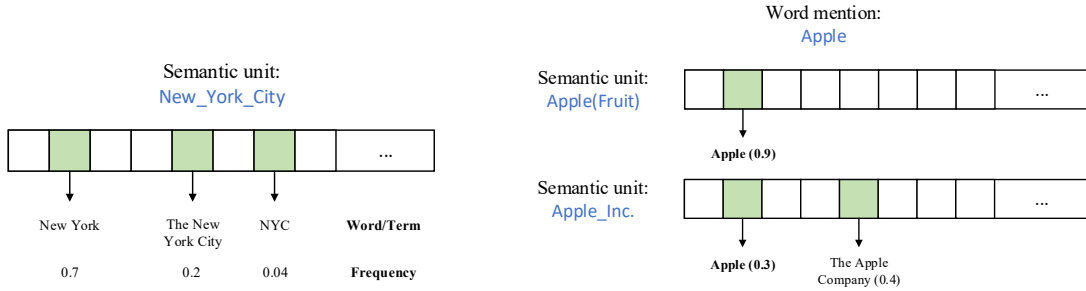 Semantic unit:
New_York_City
...
New York
The New
York City
NYC
Word/Term
0.7
0.2
0.04
Frequency
Word mention:
Apple
Semantic unit:
Apple(Fruit)
...
Apple (0.9)
Semantic unit:
Apple_Inc.
...
Apple (0.3)
The Apple
Company (0.4)